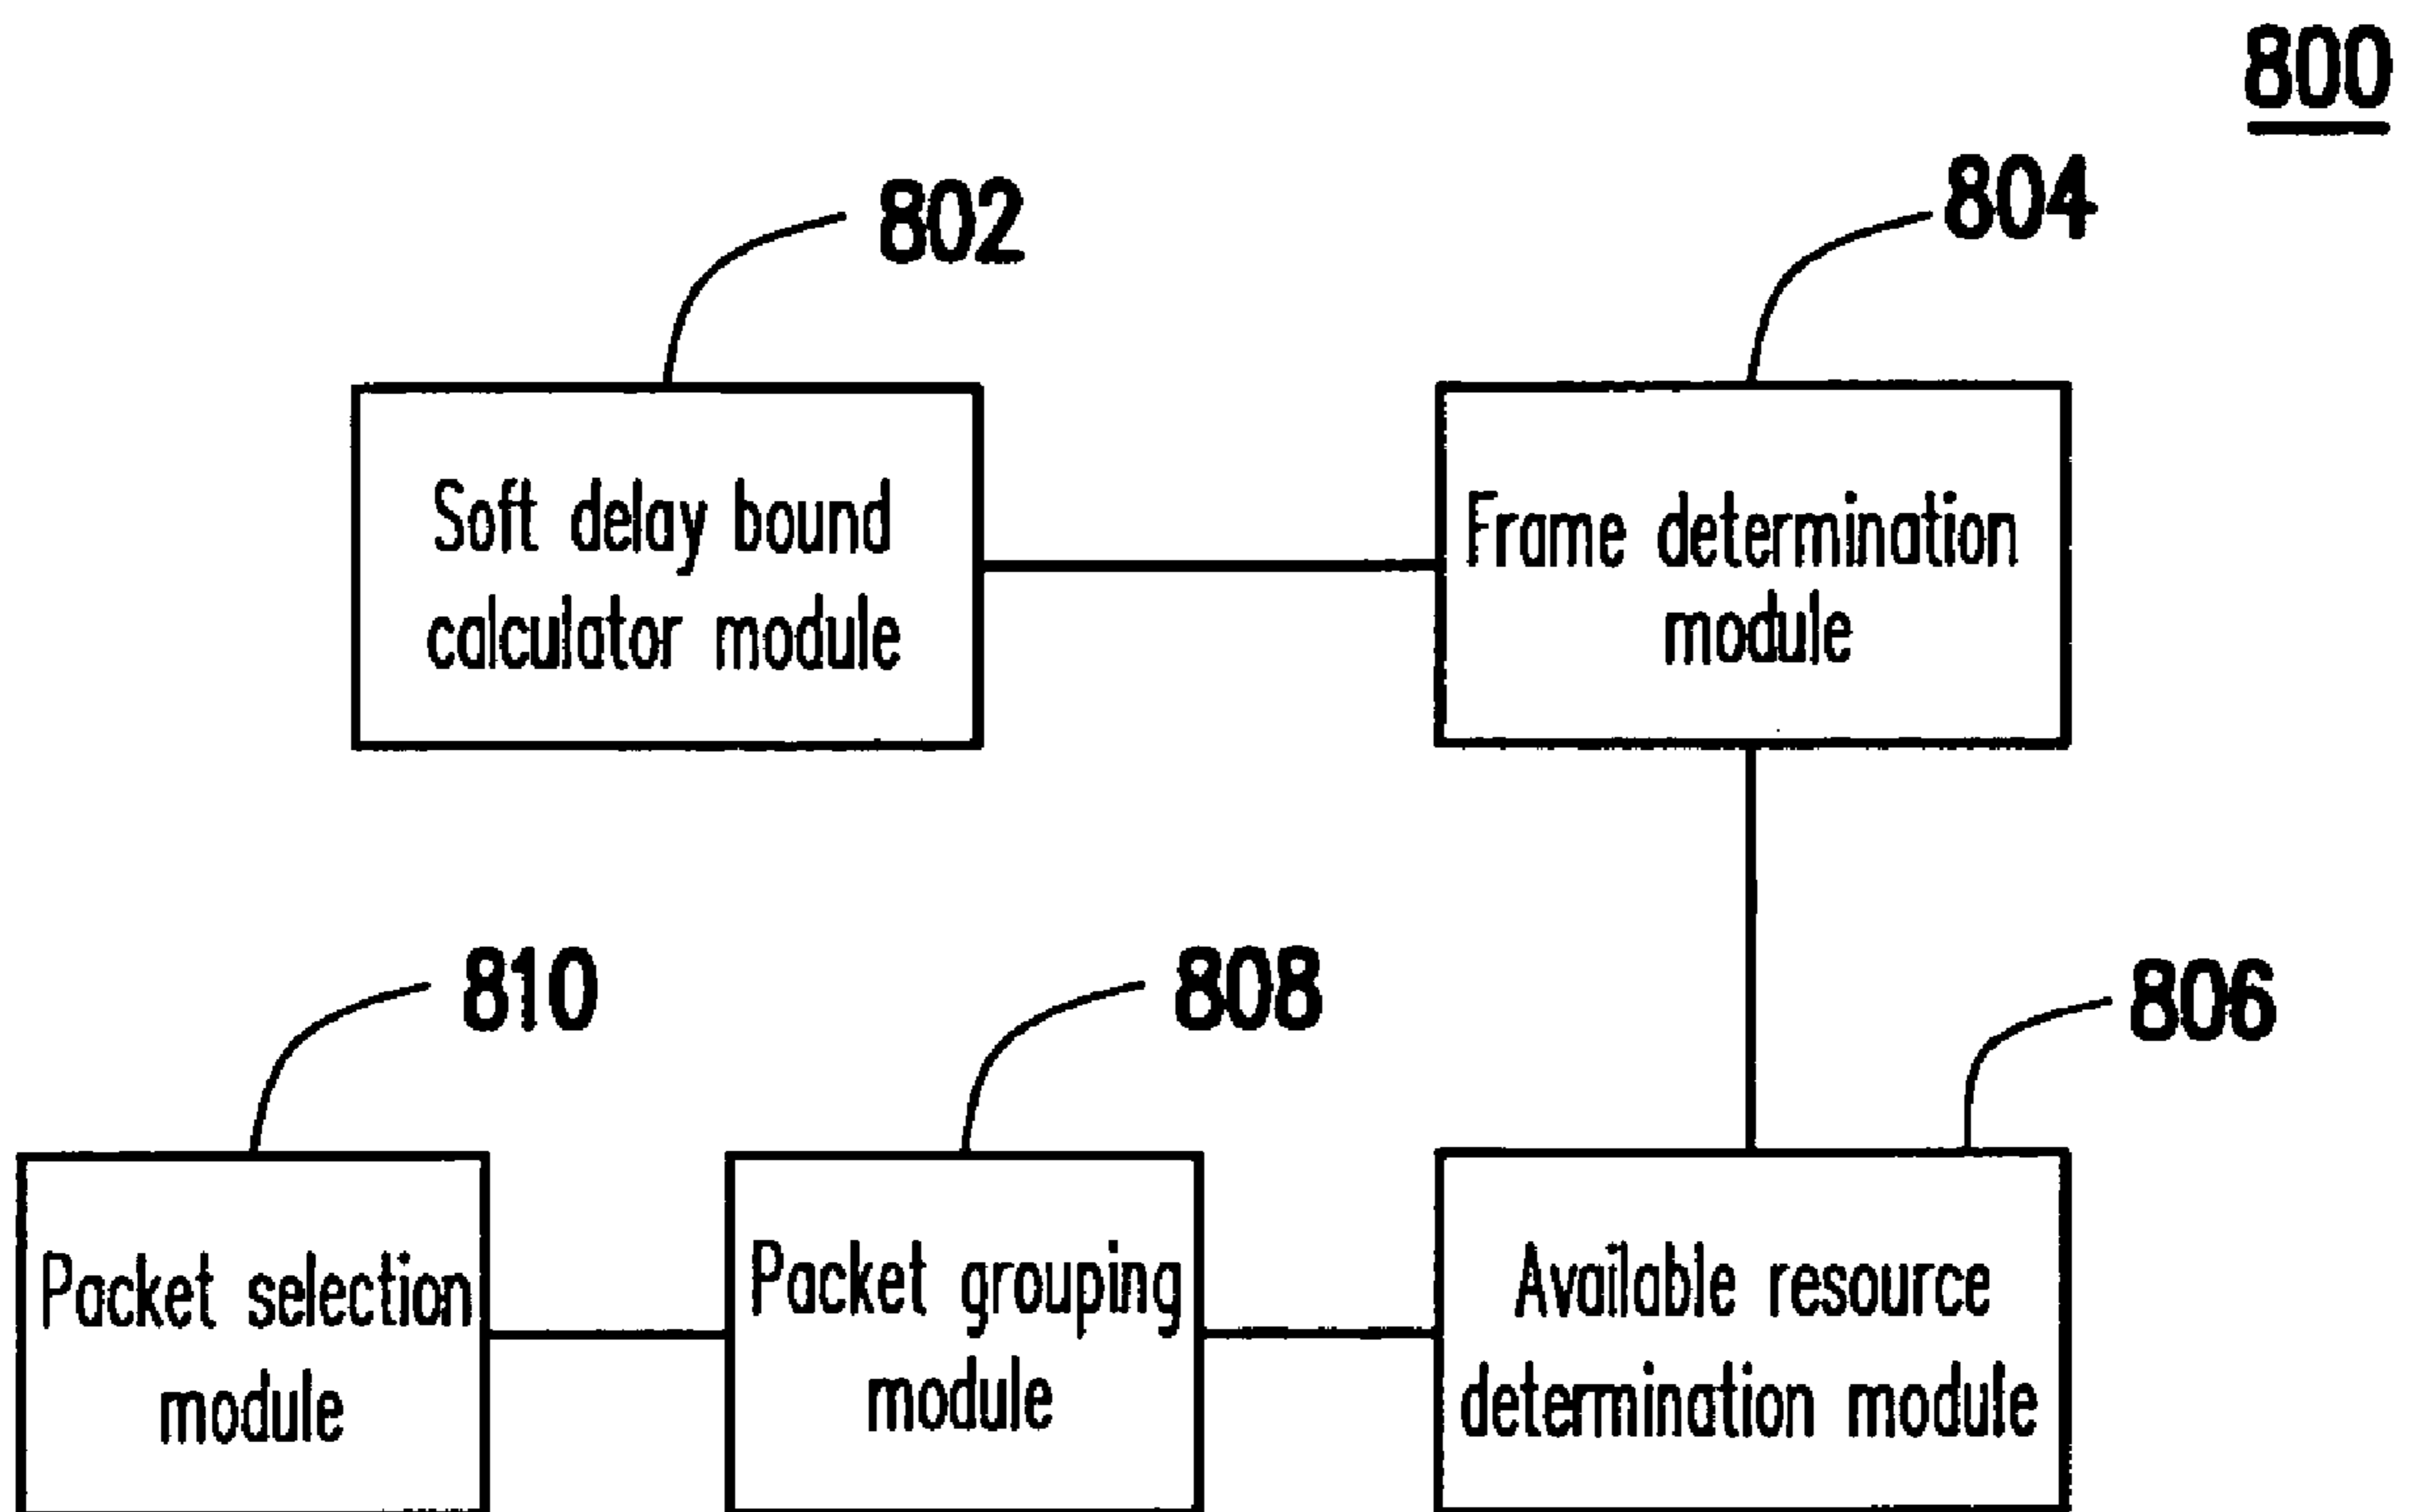 800
802
804
Soft delay bound
calculator module
Frame determination
module
810
808
806
Packet selection
module
Packet grouping
module
Available resource
determination module